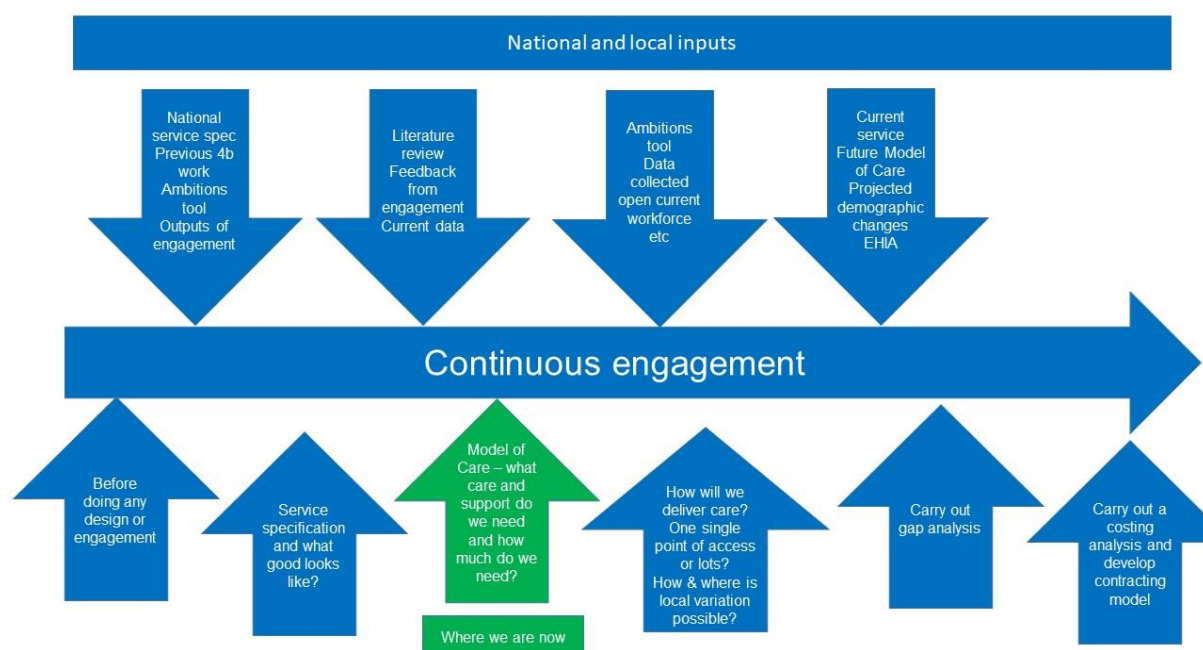 National and local inputs
National
service spec
Previous 4b
work
Ambitions
tool
Outputs of
engagement
Literature
review
Feedback
from
engagement
Current data
Ambitions
tool
Data
collected
open current
workforce
etc
Current
service
Future Model
of Care
Projected
demographic
changes
EHIA
Continuous engagement
Before
doing any
design or
engagement
Service
specification
and what
good looks
like?
Model of
Care – what
care and
support do
we need
and how
much do we
need?
Where we are now
How will we
deliver care?
One single
point of access
or lots?
How & where is
local variation
possible?
Carry out
gap analysis
Carry out a
costing
analysis and
develop
contracting
model